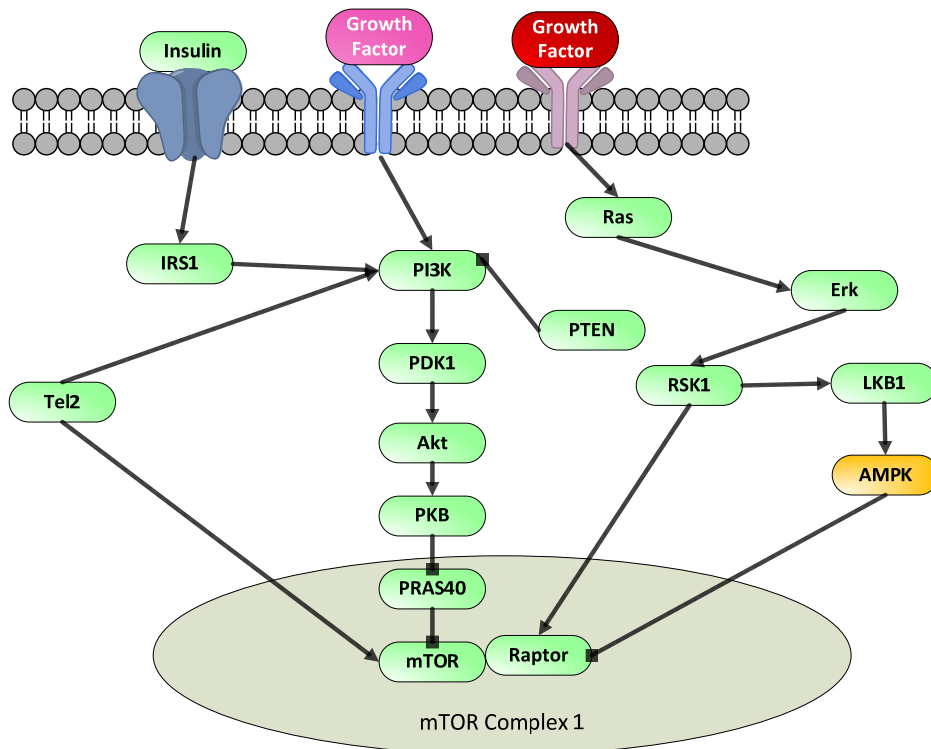 Growth
Factor
Growth
Factor
Insulin
Ras
IRS1
PI3K
Erk
PTEN
PDK1
RSK1
LKB1
Tel2
Akt
AMPK
PKB
PRAS40
mTOR
Raptor
mTOR Complex 1